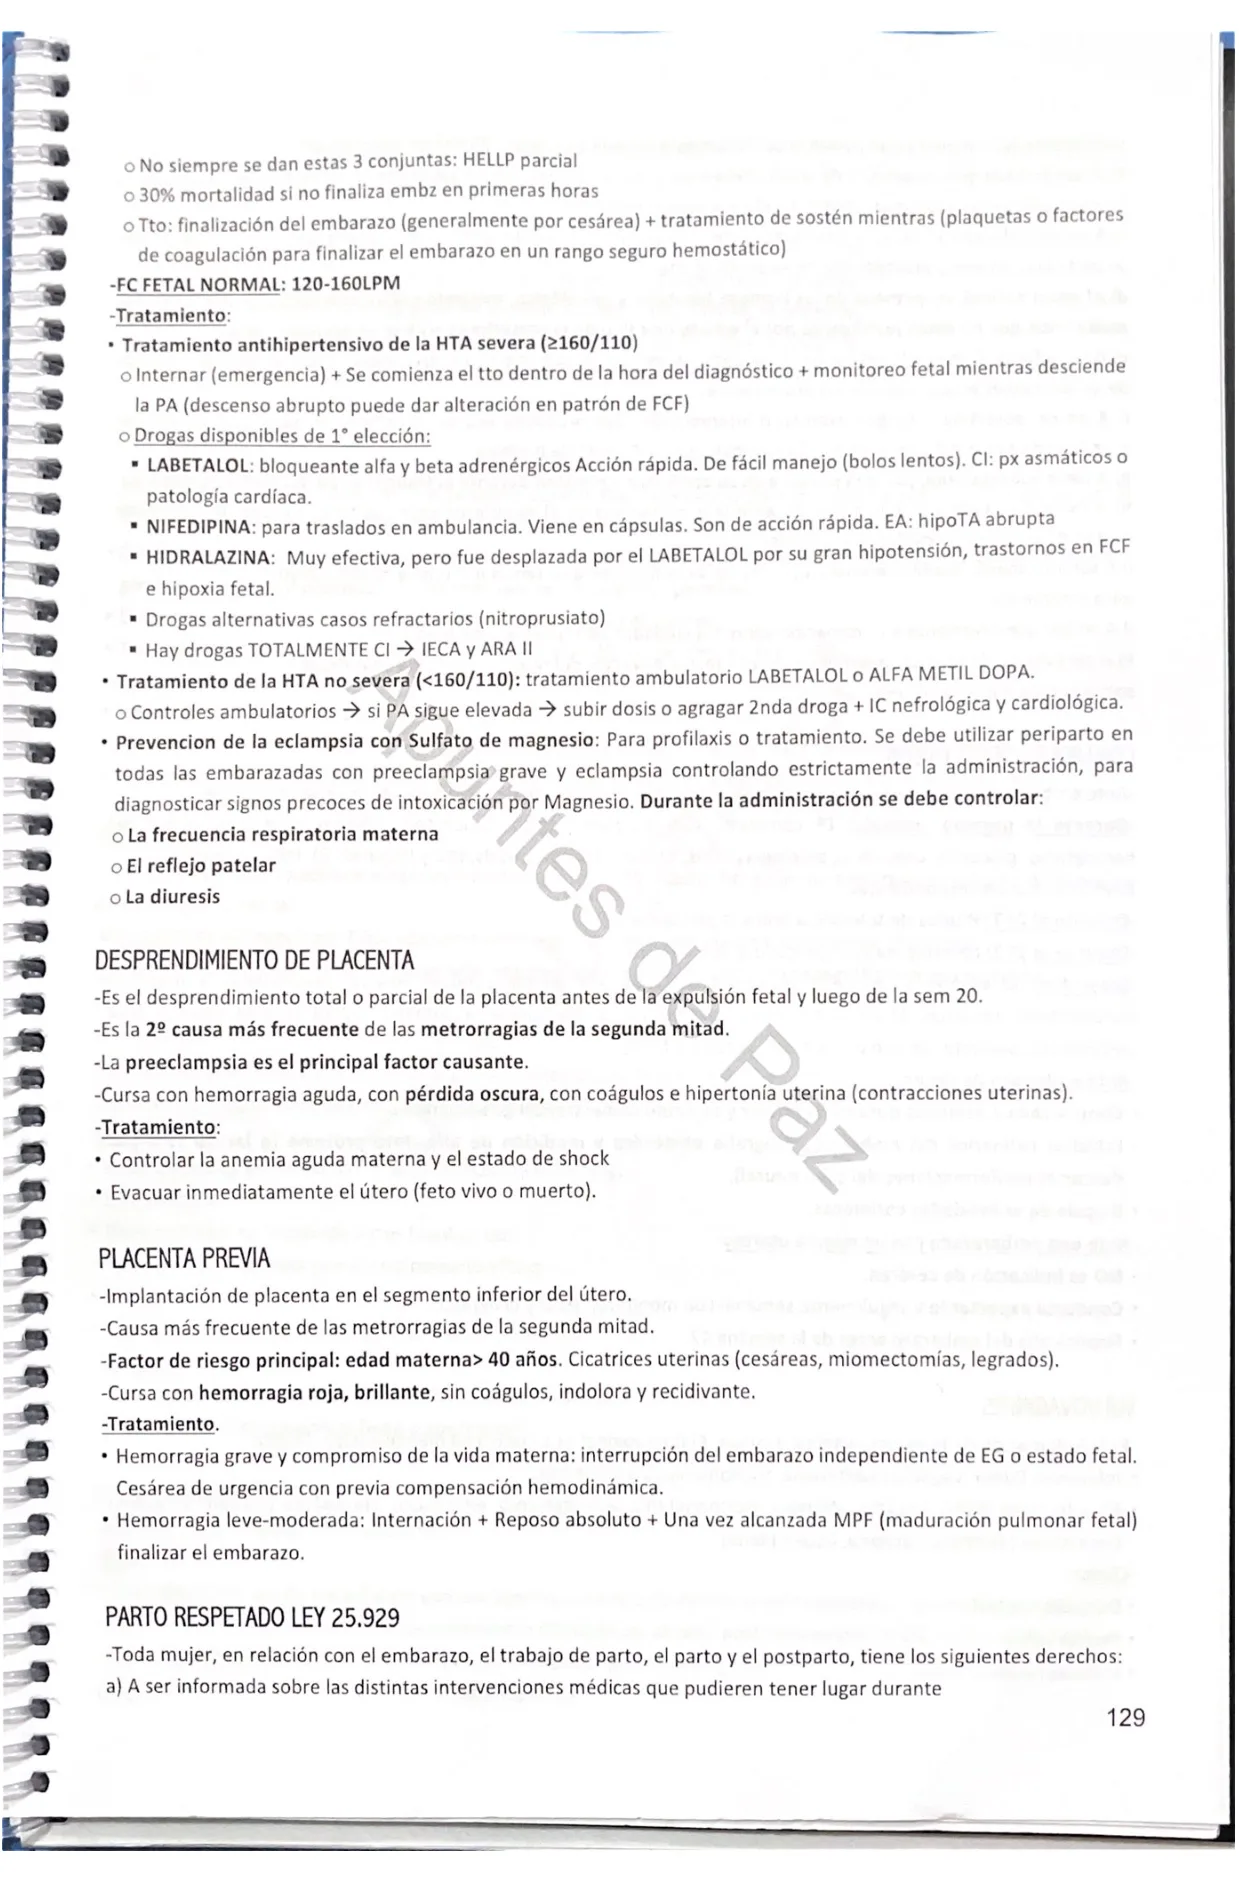 o No siempre se dan estas 3 conjuntas: HELLP parcial
o 30% mortalidad si no finaliza embz en primeras horas
o Tto: finalización del embarazo (generalmente por cesárea) + tratamiento de sostén mientras (plaquetas o factores
de coagulación para finalizar el embarazo en un rango seguro hemostático)
-FC FETAL NORMAL: 120-160LPM
-Tratamiento:
• Tratamiento antihipertensivo de la HTA severa (≥160/110)
o Internar (emergencia) + Se comienza el tto dentro de la hora del diagnóstico + monitoreo fetal mientras desciende
la PA (descenso abrupto puede dar alteración en patrón de FCF)
o Drogas disponibles de 1° elección:
▪ LABETALOL: bloqueante alfa y beta adrenérgicos Acción rápida. De fácil manejo (bolos lentos). CI: px asmáticos o
patología cardíaca.
▪ NIFEDIPINA: para traslados en ambulancia. Viene en cápsulas. Son de acción rápida. EA: hipoTA abrupta
▪ HIDRALAZINA: Muy efectiva, pero fue desplazada por el LABETALOL por su gran hipotensión, trastornos en FCF
e hipoxia fetal.
▪ Drogas alternativas casos refractarios (nitroprusiato)
▪ Hay drogas TOTALMENTE CI → IECA y ARA II
• Tratamiento de la HTA no severa (<160/110): tratamiento ambulatorio LABETALOL o ALFA METIL DOPA.
o Controles ambulatorios → si PA sigue elevada → subir dosis o agragar 2nda droga + IC nefrológica y cardiológica.
• Prevencion de la eclampsia con Sulfato de magnesio: Para profilaxis o tratamiento. Se debe utilizar periparto en
todas las embarazadas con preeclampsia grave y eclampsia controlando estrictamente la administración, para
diagnosticar signos precoces de intoxicación por Magnesio. Durante la administración se debe controlar:
o La frecuencia respiratoria materna
o El reflejo patelar
o La diuresis
DESPRENDIMIENTO DE PLACENTA
-Es el desprendimiento total o parcial de la placenta antes de la expulsión fetal y luego de la sem 20.
-Es la 2º causa más frecuente de las metrorragias de la segunda mitad.
-La preeclampsia es el principal factor causante.
-Cursa con hemorragia aguda, con pérdida oscura, con coágulos e hipertonía uterina (contracciones uterinas).
-Tratamiento:
• Controlar la anemia aguda materna y el estado de shock
• Evacuar inmediatamente el útero (feto vivo o muerto).
PLACENTA PREVIA
-Implantación de placenta en el segmento inferior del útero.
-Causa más frecuente de las metrorragias de la segunda mitad.
-Factor de riesgo principal: edad materna> 40 años. Cicatrices uterinas (cesáreas, miomectomías, legrados).
-Cursa con hemorragia roja, brillante, sin coágulos, indolora y recidivante.
-Tratamiento.
• Hemorragia grave y compromiso de la vida materna: interrupción del embarazo independiente de EG o estado fetal.
Cesárea de urgencia con previa compensación hemodinámica.
• Hemorragia leve-moderada: Internación + Reposo absoluto + Una vez alcanzada MPF (maduración pulmonar fetal)
finalizar el embarazo.
PARTO RESPETADO LEY 25.929
-Toda mujer, en relación con el embarazo, el trabajo de parto, el parto y el postparto, tiene los siguientes derechos:
a) A ser informada sobre las distintas intervenciones médicas que pudieren tener lugar durante
129
Apuntes de Paz